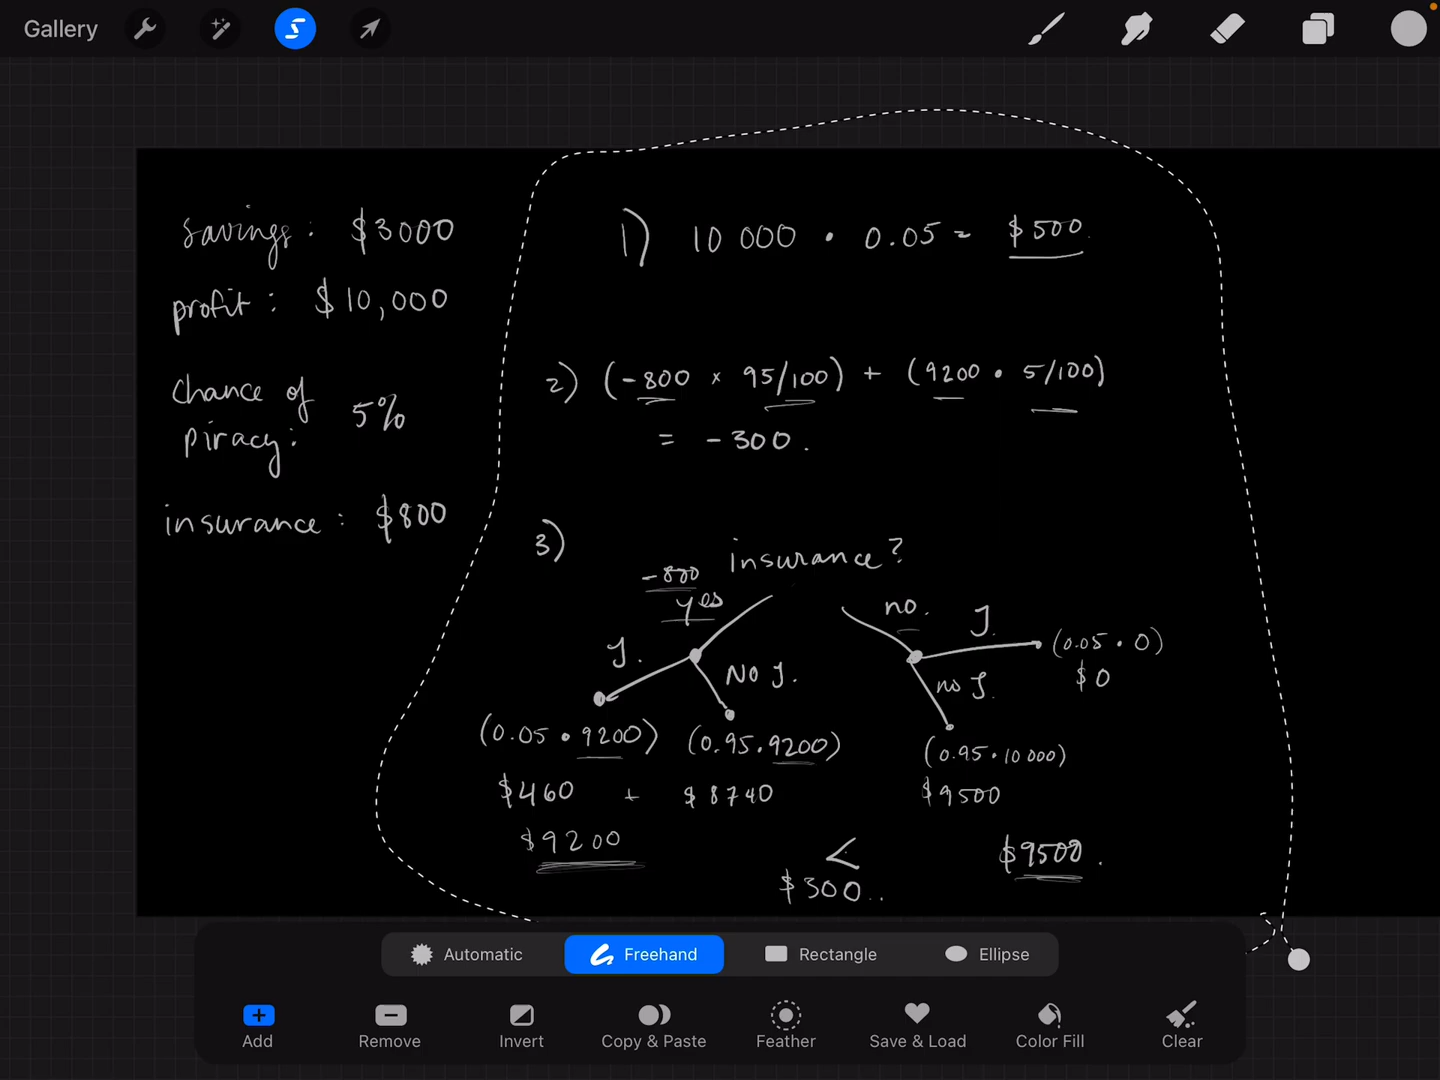 Gallery
savings: $3000
profit: $10,000
Chance of piracy: 5%
insurance: $800
1) 10 000 · 0.05 = $500.
2) (-800 × 95/100) + (9200 · 5/100)
= -300.
3)
insurance?
-800
yes
no.
J.
No J.
J.
no J.
(0.05 · 0)
$0
(0.05 · 9200) (0.95 · 9200)
(0.95 · 10 000)
$460 + $8740
$9500
$9200
<
$9500.
$300..
Automatic
Freehand
Rectangle
Ellipse
Add
Remove
Invert
Copy & Paste
Feather
Save & Load
Color Fill
Clear